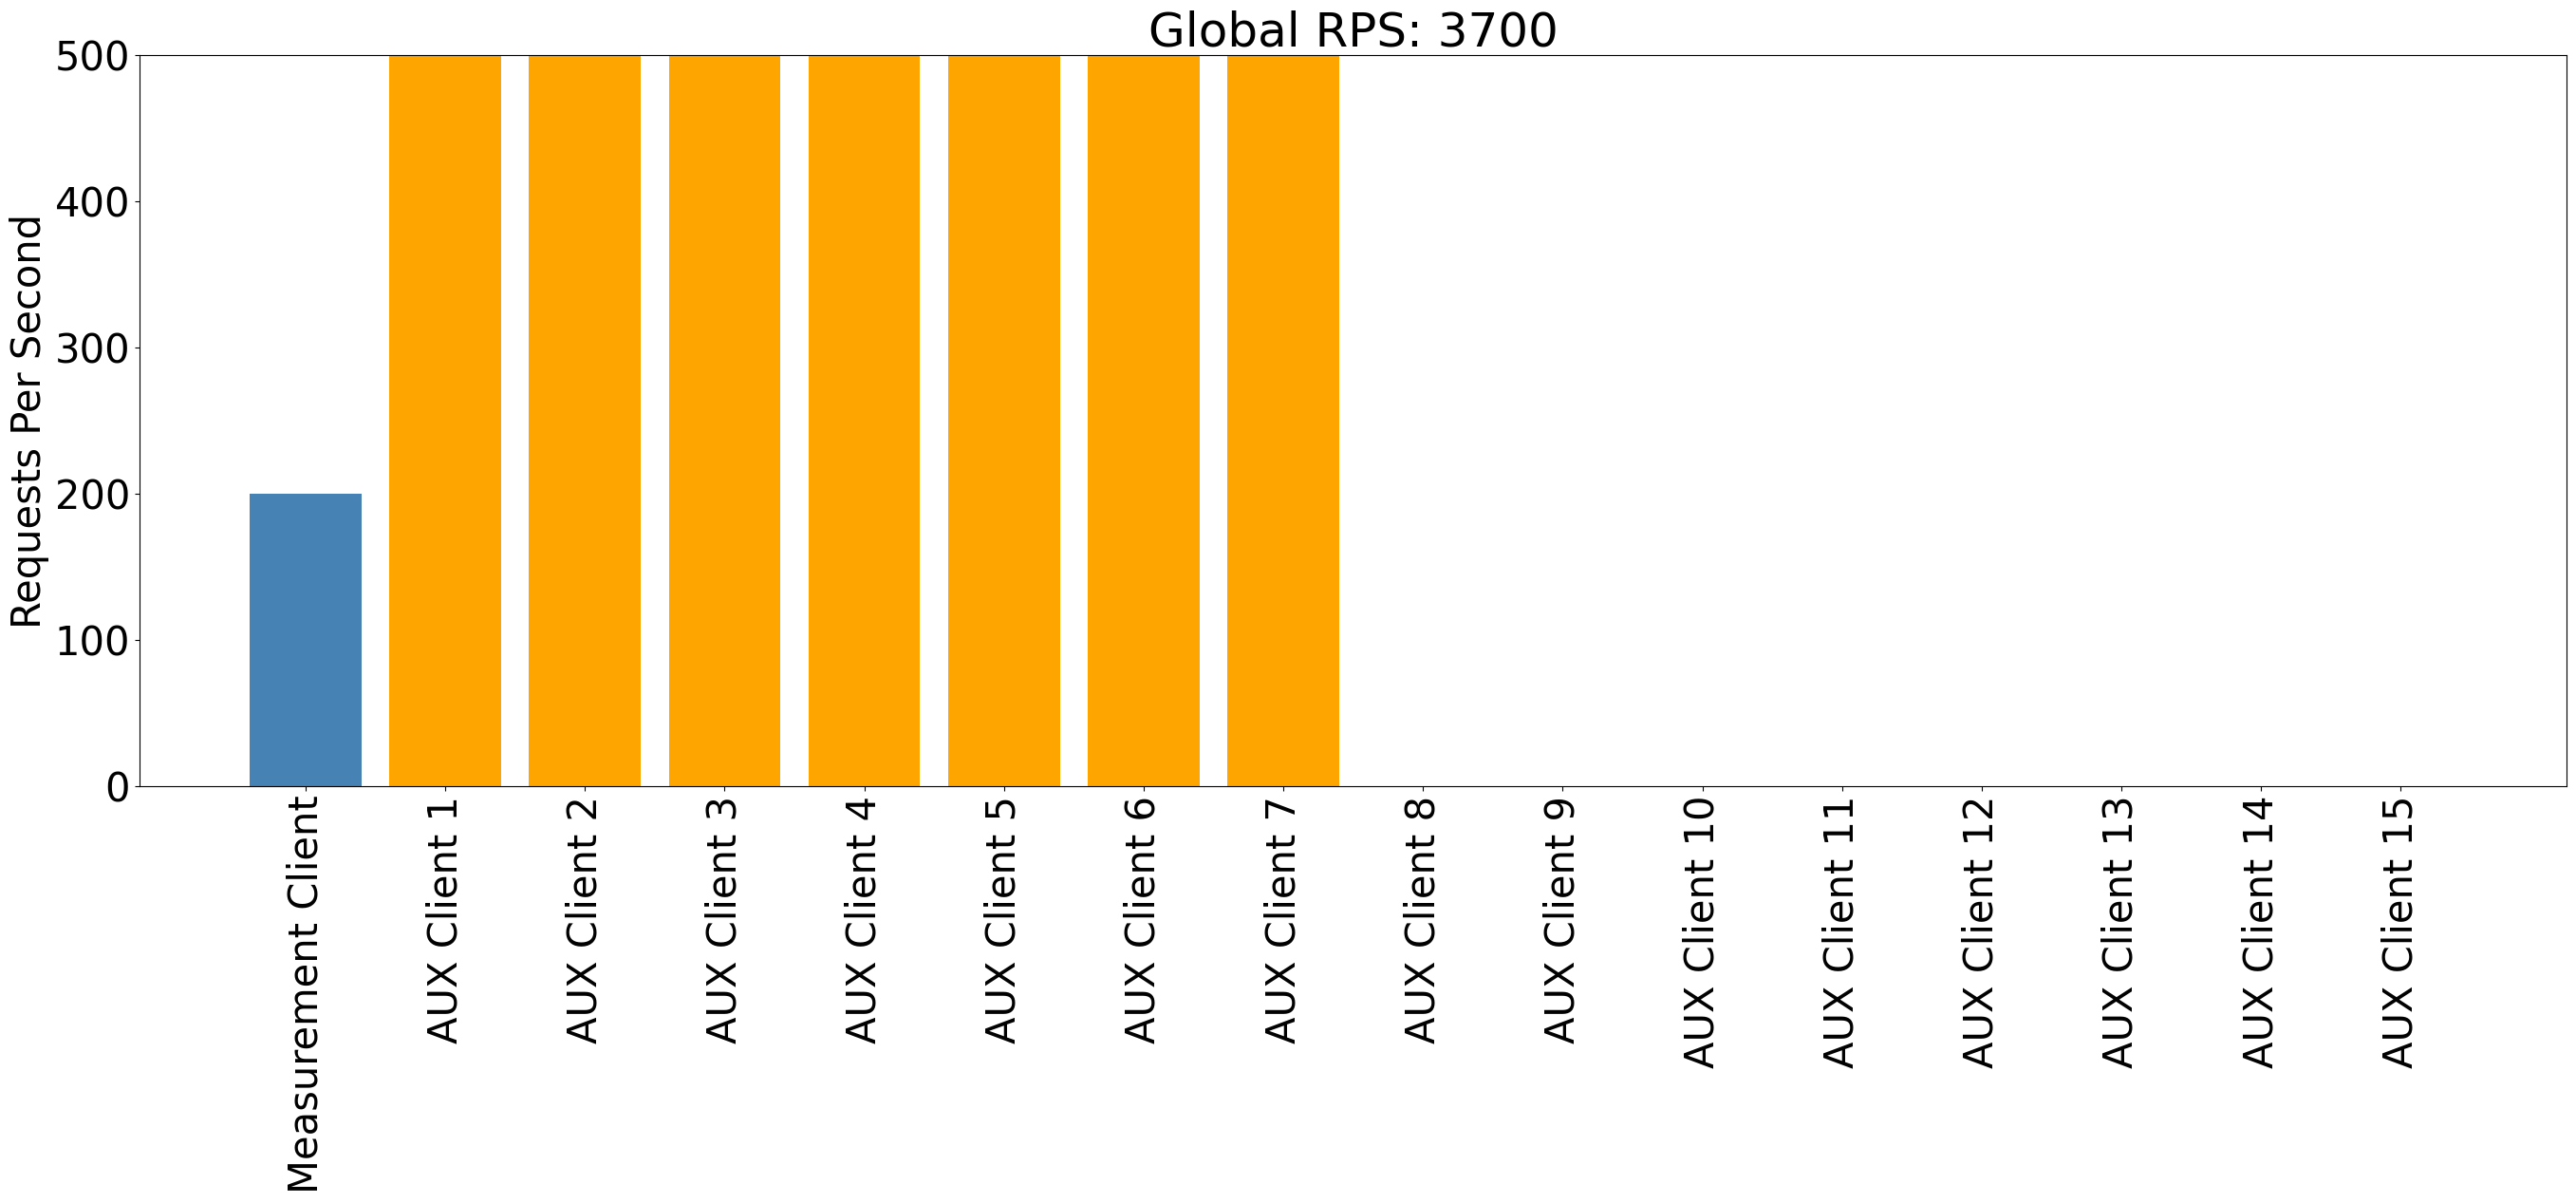 Global RPS: 3700
Requests Per Second
500
400
300
200
100
0
Measurement Client
AUX Client 1
AUX Client 2
AUX Client 3
AUX Client 4
AUX Client 5
AUX Client 6
AUX Client 7
AUX Client 8
AUX Client 9
AUX Client 10
AUX Client 11
AUX Client 12
AUX Client 13
AUX Client 14
AUX Client 15